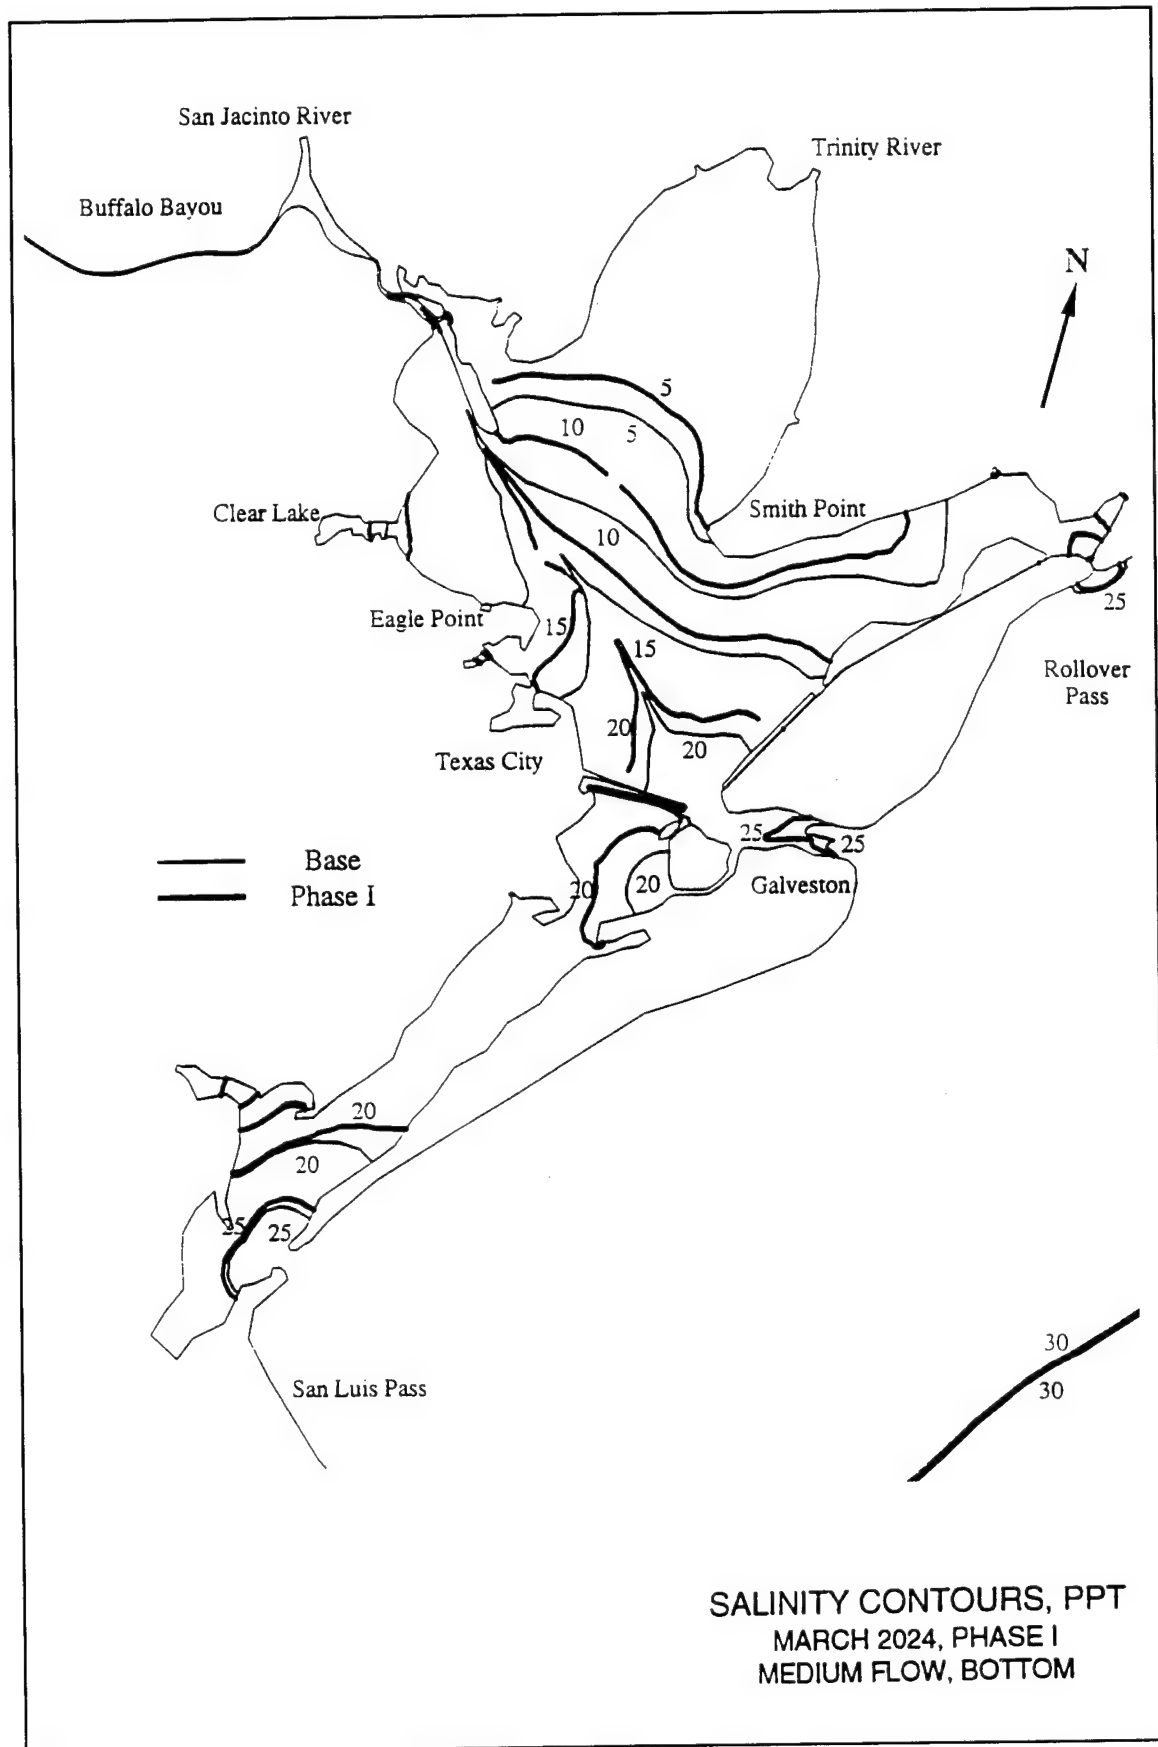 San Jacinto River
Trinity River
Buffalo Bayou
N
5
10
5
Clear Lake
Smith Point
10
25
Eagle Point
15
15
Rollover
Pass
20
20
Texas City
25
25
Base
20
20
Galveston
Phase I
20
20
25
25
30
30
San Luis Pass
SALINITY CONTOURS, PPT
MARCH 2024, PHASE I
MEDIUM FLOW, BOTTOM